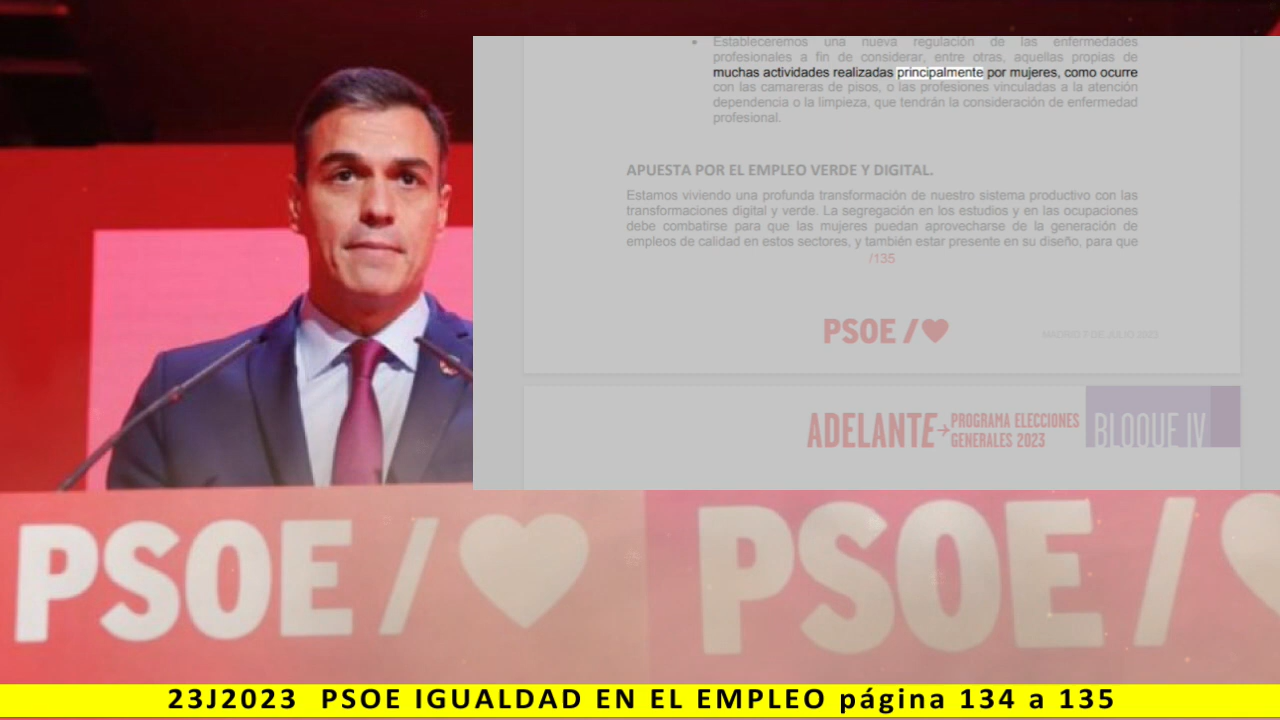 • Estableceremos una nueva regulación de las enfermedades
profesionales a fin de considerar, entre otras, aquellas propias de
muchas actividades realizadas principalmente por mujeres, como ocurre
con las camareras de pisos, o las profesiones vinculadas a la atención
dependencia o la limpieza, que tendrán la consideración de enfermedad
profesional.
APUESTA POR EL EMPLEO VERDE Y DIGITAL.
Estamos viviendo una profunda transformación de nuestro sistema productivo con las
transformaciones digital y verde. La segregación en los estudios y en las ocupaciones
debe combatirse para que las mujeres puedan aprovecharse de la generación de
empleos de calidad en estos sectores, y también estar presente en su diseño, para que
/135
PSOE /
MADRID 7 DE JULIO 2023
ADELANTE→PROGRAMA ELECCIONES
GENERALES 2023
BLOQUE IV
PSOE /
PSOE /
23J2023 PSOE IGUALDAD EN EL EMPLEO página 134 a 135